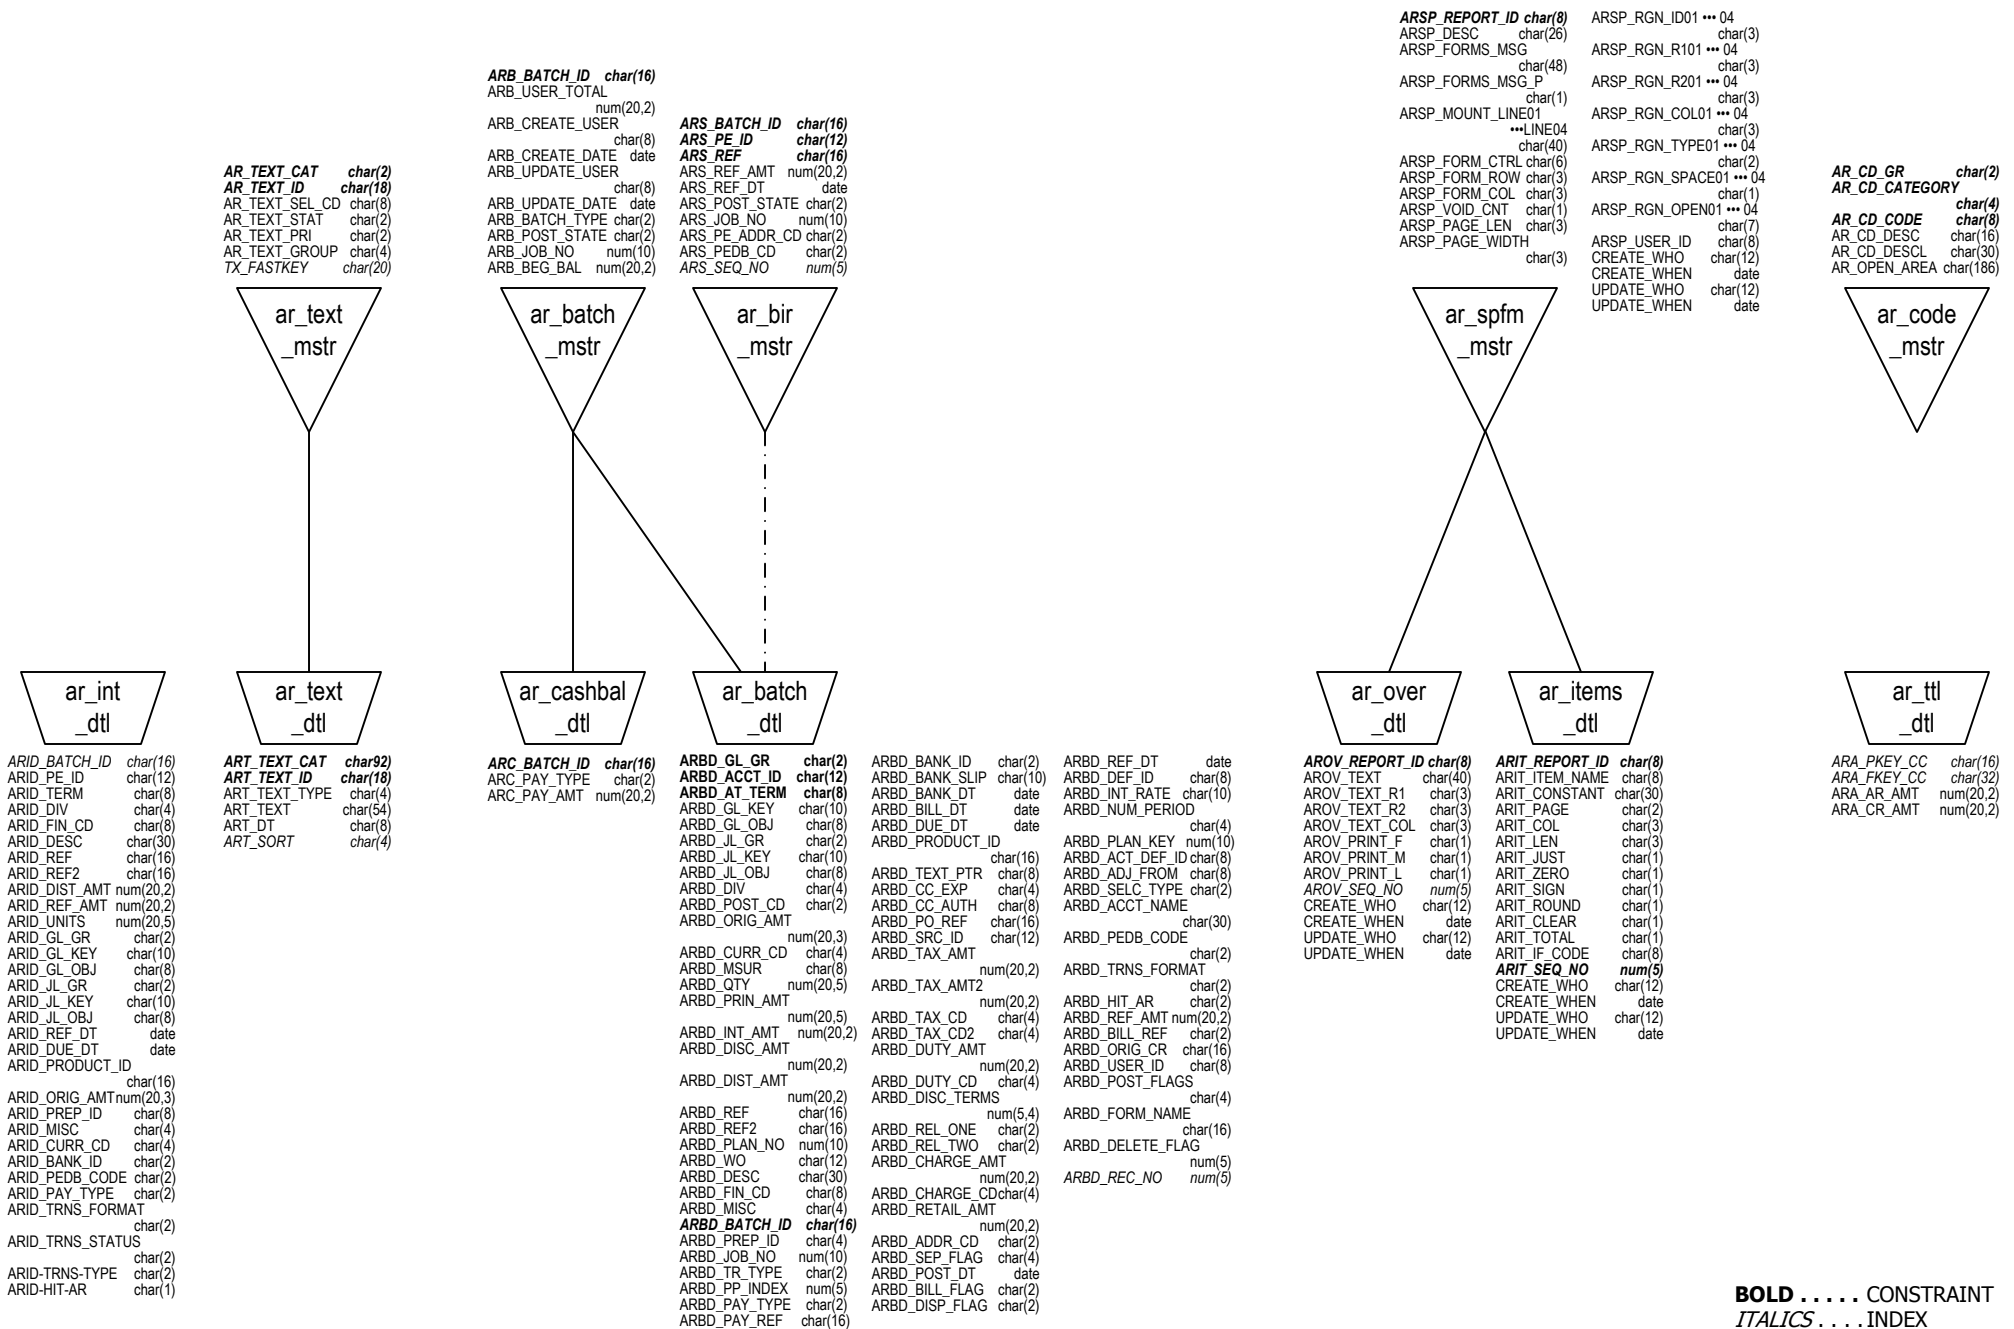 AR_TEXT_CAT char(2)
AR_TEXT_ID char(18)
AR_TEXT_SEL_CD char(8)
AR_TEXT_STAT char(2)
AR_TEXT_PRI char(2)
AR_TEXT_GROUP char(4)
TX_FASTKEY char(20)
ar_text
_mstr
ARB_BATCH_ID char(16)
ARB_USER_TOTAL
num(20,2)
ARB_CREATE_USER
char(8)
ARB_CREATE_DATE date
ARB_UPDATE_USER
char(8)
ARB_UPDATE_DATE date
ARB_BATCH_TYPE char(2)
ARB_POST_STATE char(2)
ARB_JOB_NO num(10)
ARB_BEG_BAL num(20,2)
ar_batch
_mstr
ARS_BATCH_ID char(16)
ARS_PE_ID char(12)
ARS_REF char(16)
ARS_REF_AMT num(20,2)
ARS_REF_DT date
ARS_POST_STATE char(2)
ARS_JOB_NO num(10)
ARS_PE_ADDR_CD char(2)
ARS_PEDB_CD char(2)
ARS_SEQ_NO num(5)
ar_bir
_mstr
ARSP_REPORT_ID char(8)
ARSP_DESC char(26)
ARSP_FORMS_MSG
char(48)
ARSP_FORMS_MSG_P
char(1)
ARSP_MOUNT_LINE01
•••LINE04
char(40)
ARSP_FORM_CTRL char(6)
ARSP_FORM_ROW char(3)
ARSP_FORM_COL char(3)
ARSP_VOID_CNT char(1)
ARSP_PAGE_LEN char(3)
ARSP_PAGE_WIDTH
char(3)
ARSP_RGN_ID01 ••• 04
char(3)
ARSP_RGN_R101 ••• 04
char(3)
ARSP_RGN_R201 ••• 04
char(3)
ARSP_RGN_COL01 ••• 04
char(3)
ARSP_RGN_TYPE01 ••• 04
char(2)
ARSP_RGN_SPACE01 ••• 04
char(1)
ARSP_RGN_OPEN01 ••• 04
char(7)
ARSP_USER_ID char(8)
CREATE_WHO char(12)
CREATE_WHEN date
UPDATE_WHO char(12)
UPDATE_WHEN date
ar_spfm
_mstr
AR_CD_GR char(2)
AR_CD_CATEGORY
char(4)
AR_CD_CODE char(8)
AR_CD_DESC char(16)
AR_CD_DESCL char(30)
AR_OPEN_AREA char(186)
ar_code
_mstr
ar_int
_dtl
ARID_BATCH_ID char(16)
ARID_PE_ID char(12)
ARID_TERM char(8)
ARID_DIV char(4)
ARID_FIN_CD char(8)
ARID_DESC char(30)
ARID_REF char(16)
ARID_REF2 char(16)
ARID_DIST_AMT num(20,2)
ARID_REF_AMT num(20,2)
ARID_UNITS num(20,5)
ARID_GL_GR char(2)
ARID_GL_KEY char(10)
ARID_GL_OBJ char(8)
ARID_JL_GR char(2)
ARID_JL_KEY char(10)
ARID_JL_OBJ char(8)
ARID_REF_DT date
ARID_DUE_DT date
ARID_PRODUCT_ID
char(16)
ARID_ORIG_AMTnum(20,3)
ARID_PREP_ID char(8)
ARID_MISC char(4)
ARID_CURR_CD char(4)
ARID_BANK_ID char(2)
ARID_PEDB_CODE char(2)
ARID_PAY_TYPE char(2)
ARID_TRNS_FORMAT
char(2)
ARID_TRNS_STATUS
char(2)
ARID-TRNS-TYPE char(2)
ARID-HIT-AR char(1)
ar_text
_dtl
ART_TEXT_CAT char92)
ART_TEXT_ID char(18)
ART_TEXT_TYPE char(4)
ART_TEXT char(54)
ART_DT char(8)
ART_SORT char(4)
ar_cashbal
_dtl
ARC_BATCH_ID char(16)
ARC_PAY_TYPE char(2)
ARC_PAY_AMT num(20,2)
ar_batch
_dtl
ARBD_GL_GR char(2)
ARBD_ACCT_ID char(12)
ARBD_AT_TERM char(8)
ARBD_GL_KEY char(10)
ARBD_GL_OBJ char(8)
ARBD_JL_GR char(2)
ARBD_JL_KEY char(10)
ARBD_JL_OBJ char(8)
ARBD_DIV char(4)
ARBD_POST_CD char(2)
ARBD_ORIG_AMT
num(20,3)
ARBD_CURR_CD char(4)
ARBD_MSUR char(8)
ARBD_QTY num(20,5)
ARBD_PRIN_AMT
num(20,5)
ARBD_INT_AMT num(20,2)
ARBD_DISC_AMT
num(20,2)
ARBD_DIST_AMT
num(20,2)
ARBD_REF char(16)
ARBD_REF2 char(16)
ARBD_PLAN_NO num(10)
ARBD_WO char(12)
ARBD_DESC char(30)
ARBD_FIN_CD char(8)
ARBD_MISC char(4)
ARBD_BATCH_ID char(16)
ARBD_PREP_ID char(4)
ARBD_JOB_NO num(10)
ARBD_TR_TYPE char(2)
ARBD_PP_INDEX num(5)
ARBD_PAY_TYPE char(2)
ARBD_PAY_REF char(16)
ARBD_BANK_ID char(2)
ARBD_BANK_SLIP char(10)
ARBD_BANK_DT date
ARBD_BILL_DT date
ARBD_DUE_DT date
ARBD_PRODUCT_ID
char(16)
ARBD_TEXT_PTR char(8)
ARBD_CC_EXP char(4)
ARBD_CC_AUTH char(8)
ARBD_PO_REF char(16)
ARBD_SRC_ID char(12)
ARBD_TAX_AMT
num(20,2)
ARBD_TAX_AMT2
num(20,2)
ARBD_TAX_CD char(4)
ARBD_TAX_CD2 char(4)
ARBD_DUTY_AMT
num(20,2)
ARBD_DUTY_CD char(4)
ARBD_DISC_TERMS
num(5,4)
ARBD_REL_ONE char(2)
ARBD_REL_TWO char(2)
ARBD_CHARGE_AMT
num(20,2)
ARBD_CHARGE_CDchar(4)
ARBD_RETAIL_AMT
num(20,2)
ARBD_ADDR_CD char(2)
ARBD_SEP_FLAG char(4)
ARBD_POST_DT date
ARBD_BILL_FLAG char(2)
ARBD_DISP_FLAG char(2)
ARBD_REF_DT date
ARBD_DEF_ID char(8)
ARBD_INT_RATE char(10)
ARBD_NUM_PERIOD
char(4)
ARBD_PLAN_KEY num(10)
ARBD_ACT_DEF_ID char(8)
ARBD_ADJ_FROM char(8)
ARBD_SELC_TYPE char(2)
ARBD_ACCT_NAME
char(30)
ARBD_PEDB_CODE
char(2)
ARBD_TRNS_FORMAT
char(2)
ARBD_HIT_AR char(2)
ARBD_REF_AMT num(20,2)
ARBD_BILL_REF char(2)
ARBD_ORIG_CR char(16)
ARBD_USER_ID char(8)
ARBD_POST_FLAGS
char(4)
ARBD_FORM_NAME
char(16)
ARBD_DELETE_FLAG
num(5)
ARBD_REC_NO num(5)
ar_over
_dtl
AROV_REPORT_ID char(8)
AROV_TEXT char(40)
AROV_TEXT_R1 char(3)
AROV_TEXT_R2 char(3)
AROV_TEXT_COL char(3)
AROV_PRINT_F char(1)
AROV_PRINT_M char(1)
AROV_PRINT_L char(1)
AROV_SEQ_NO num(5)
CREATE_WHO char(12)
CREATE_WHEN date
UPDATE_WHO char(12)
UPDATE_WHEN date
ar_items
_dtl
ARIT_REPORT_ID char(8)
ARIT_ITEM_NAME char(8)
ARIT_CONSTANT char(30)
ARIT_PAGE char(2)
ARIT_COL char(3)
ARIT_LEN char(3)
ARIT_JUST char(1)
ARIT_ZERO char(1)
ARIT_SIGN char(1)
ARIT_ROUND char(1)
ARIT_CLEAR char(1)
ARIT_TOTAL char(1)
ARIT_IF_CODE char(8)
ARIT_SEQ_NO num(5)
CREATE_WHO char(12)
CREATE_WHEN date
UPDATE_WHO char(12)
UPDATE_WHEN date
ar_ttl
_dtl
ARA_PKEY_CC char(16)
ARA_FKEY_CC char(32)
ARA_AR_AMT num(20,2)
ARA_CR_AMT num(20,2)
BOLD . . . . . CONSTRAINT
ITALICS . . . . INDEX